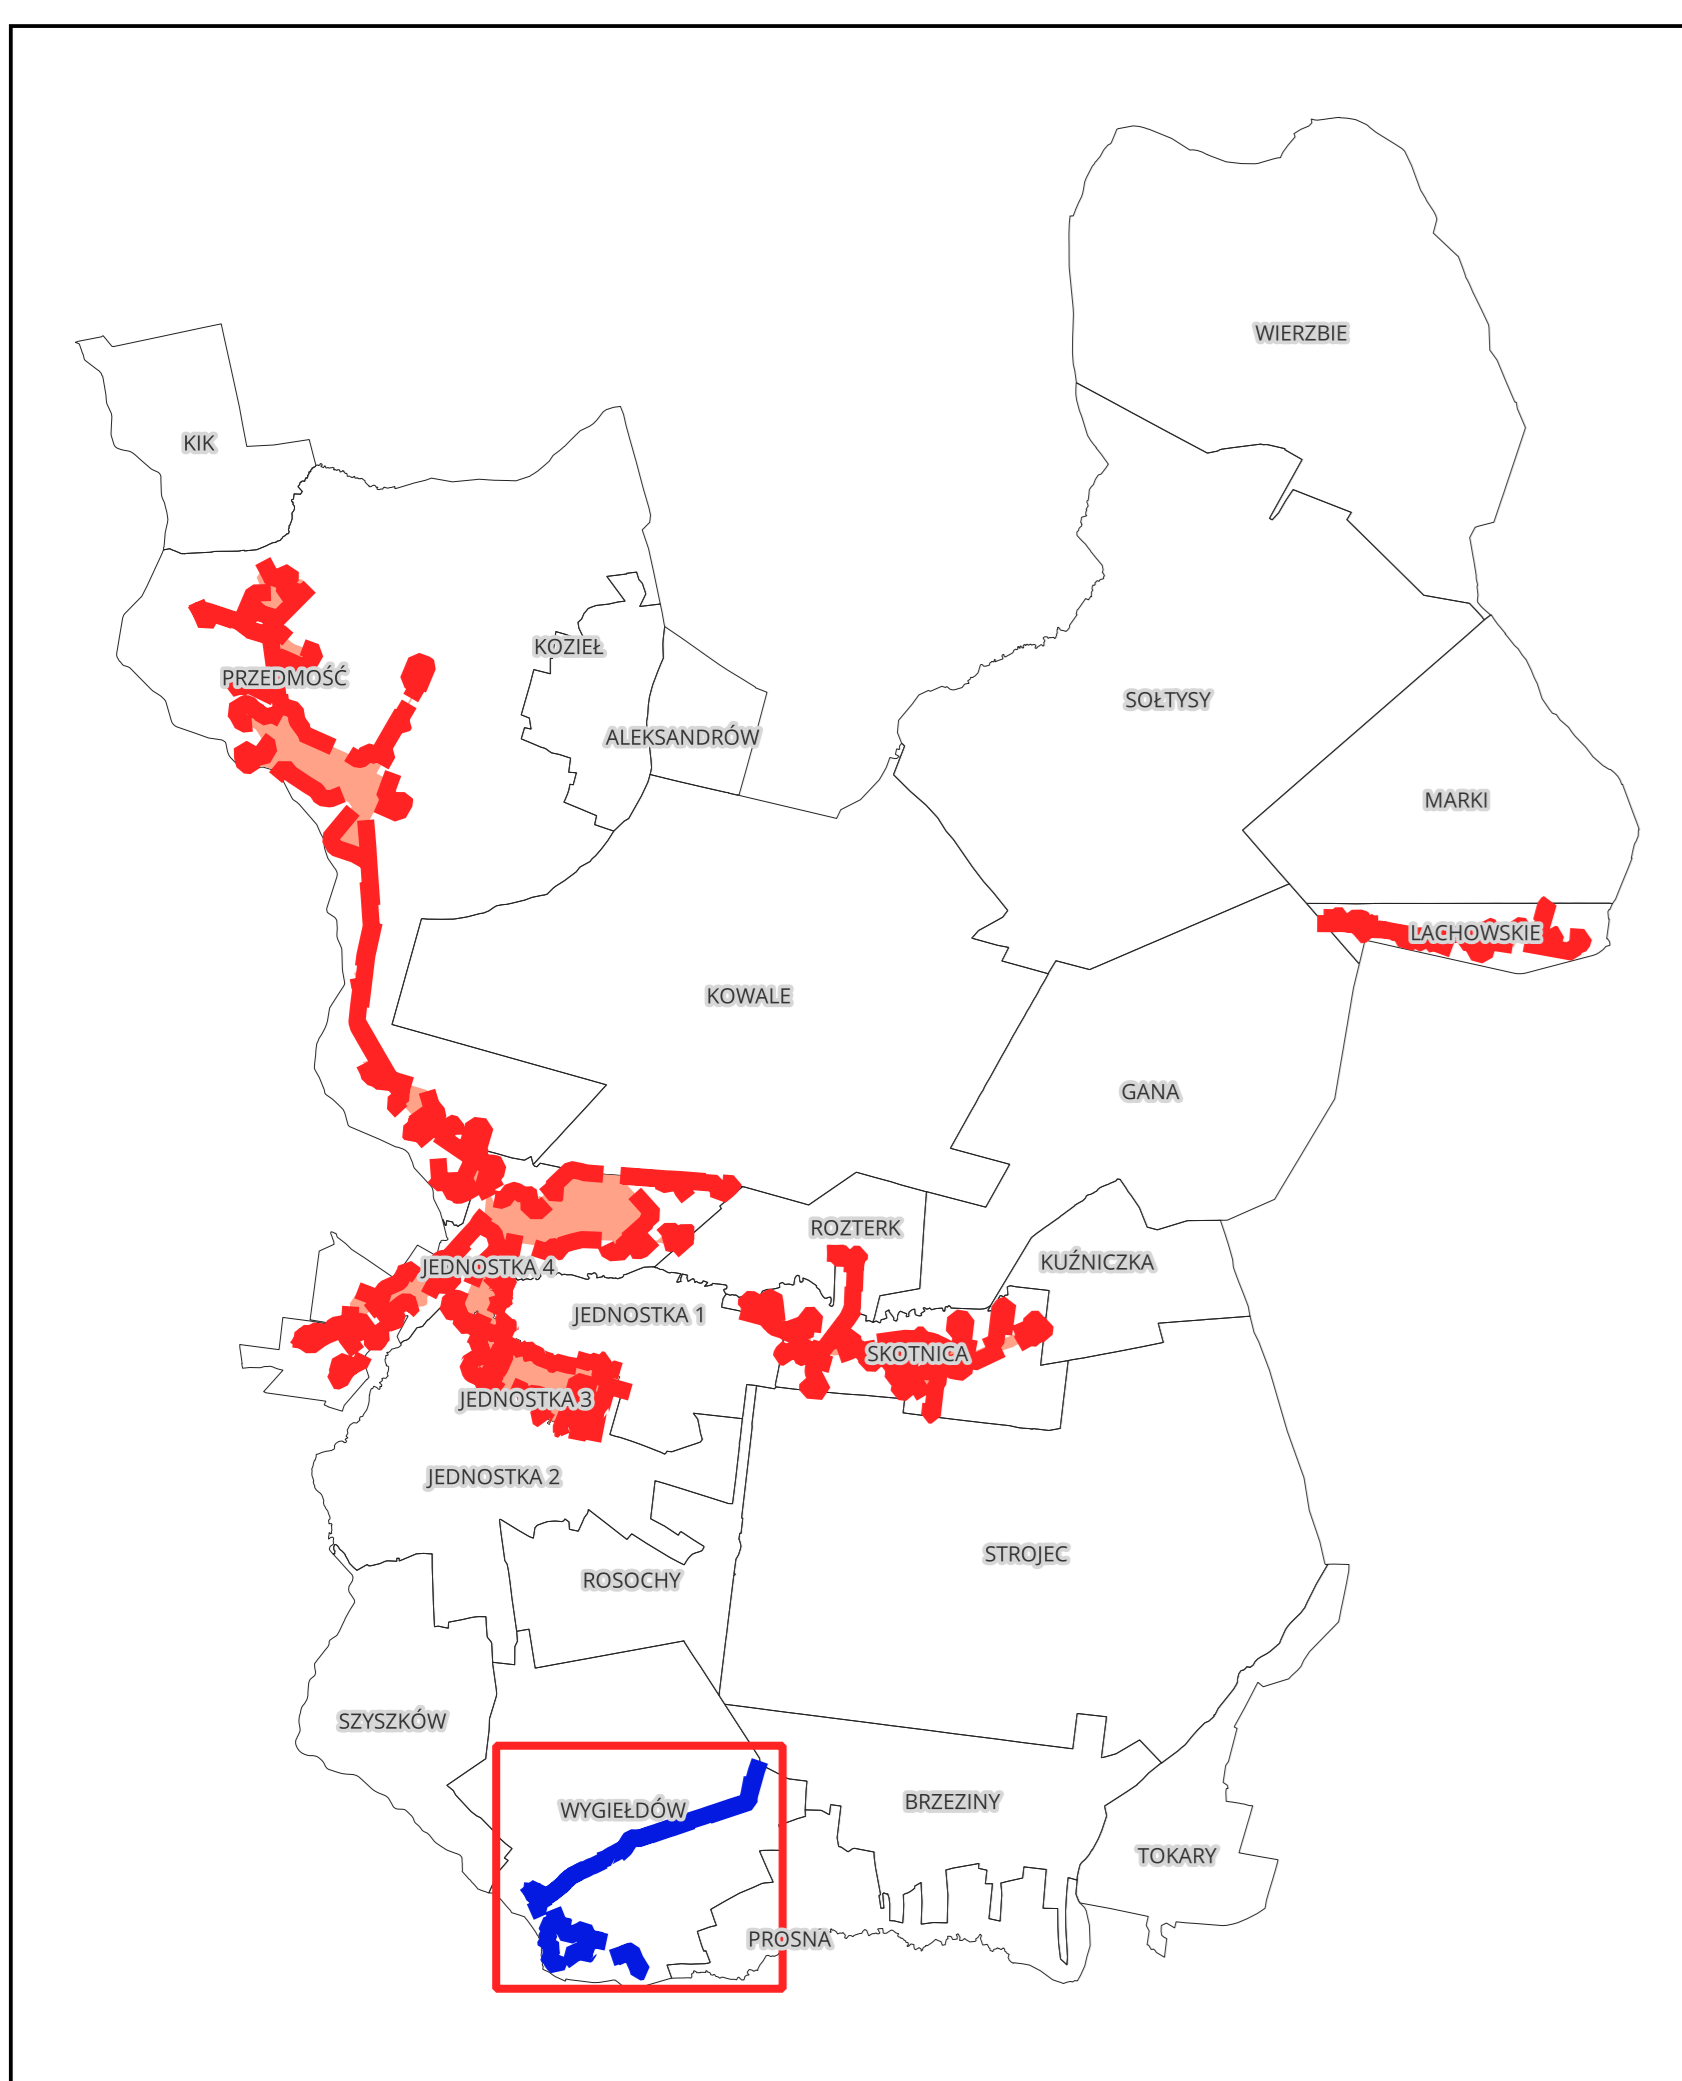 WIERZBIE
KIK
KOZIEŁ
PRZEDMOŚĆ
SOŁTYSY
ALEKSANDRÓW
MARKI
LACHOWSKIE
KOWALE
GANA
ROZTERK
KUŹNICZKA
JEDNOSTKA 4
JEDNOSTKA 1
SKOTNICA
JEDNOSTKA 3
JEDNOSTKA 2
STROJEC
ROSOCHY
SZYSZKÓW
BRZEZINY
WYGIEŁDÓW
TOKARY
PROSNA